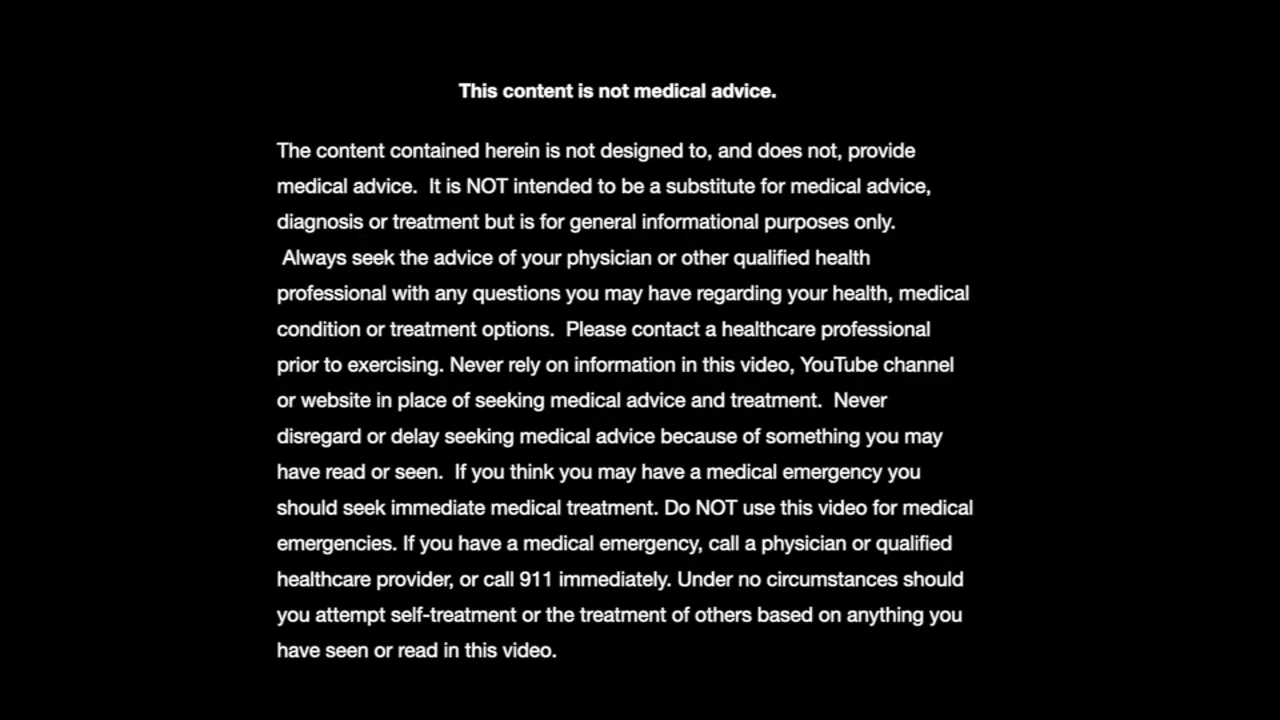 This content is not medical advice.
The content contained herein is not designed to, and does not, provide
medical advice.  It is NOT intended to be a substitute for medical advice,
diagnosis or treatment but is for general informational purposes only.
Always seek the advice of your physician or other qualified health
professional with any questions you may have regarding your health, medical
condition or treatment options.  Please contact a healthcare professional
prior to exercising. Never rely on information in this video, YouTube channel
or website in place of seeking medical advice and treatment.  Never
disregard or delay seeking medical advice because of something you may
have read or seen.  If you think you may have a medical emergency you
should seek immediate medical treatment. Do NOT use this video for medical
emergencies. If you have a medical emergency, call a physician or qualified
healthcare provider, or call 911 immediately. Under no circumstances should
you attempt self-treatment or the treatment of others based on anything you
have seen or read in this video.